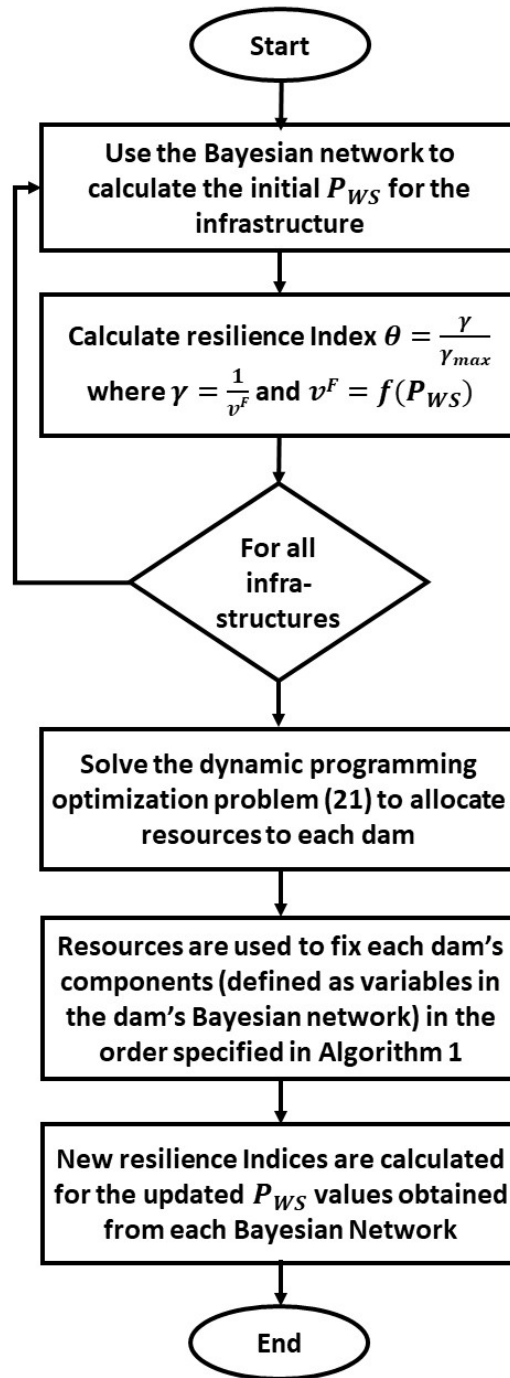 Start
Use the Bayesian network to
calculate the initial P_WS for the
infrastructure
Calculate resilience Index θ = γ/γ_max
where γ = 1/v^F and v^F = f(P_WS)
For all
infra-
structures
Solve the dynamic programming
optimization problem (21) to allocate
resources to each dam
Resources are used to fix each dam's
components (defined as variables in
the dam's Bayesian network) in the
order specified in Algorithm 1
New resilience Indices are calculated
for the updated P_WS values obtained
from each Bayesian Network
End